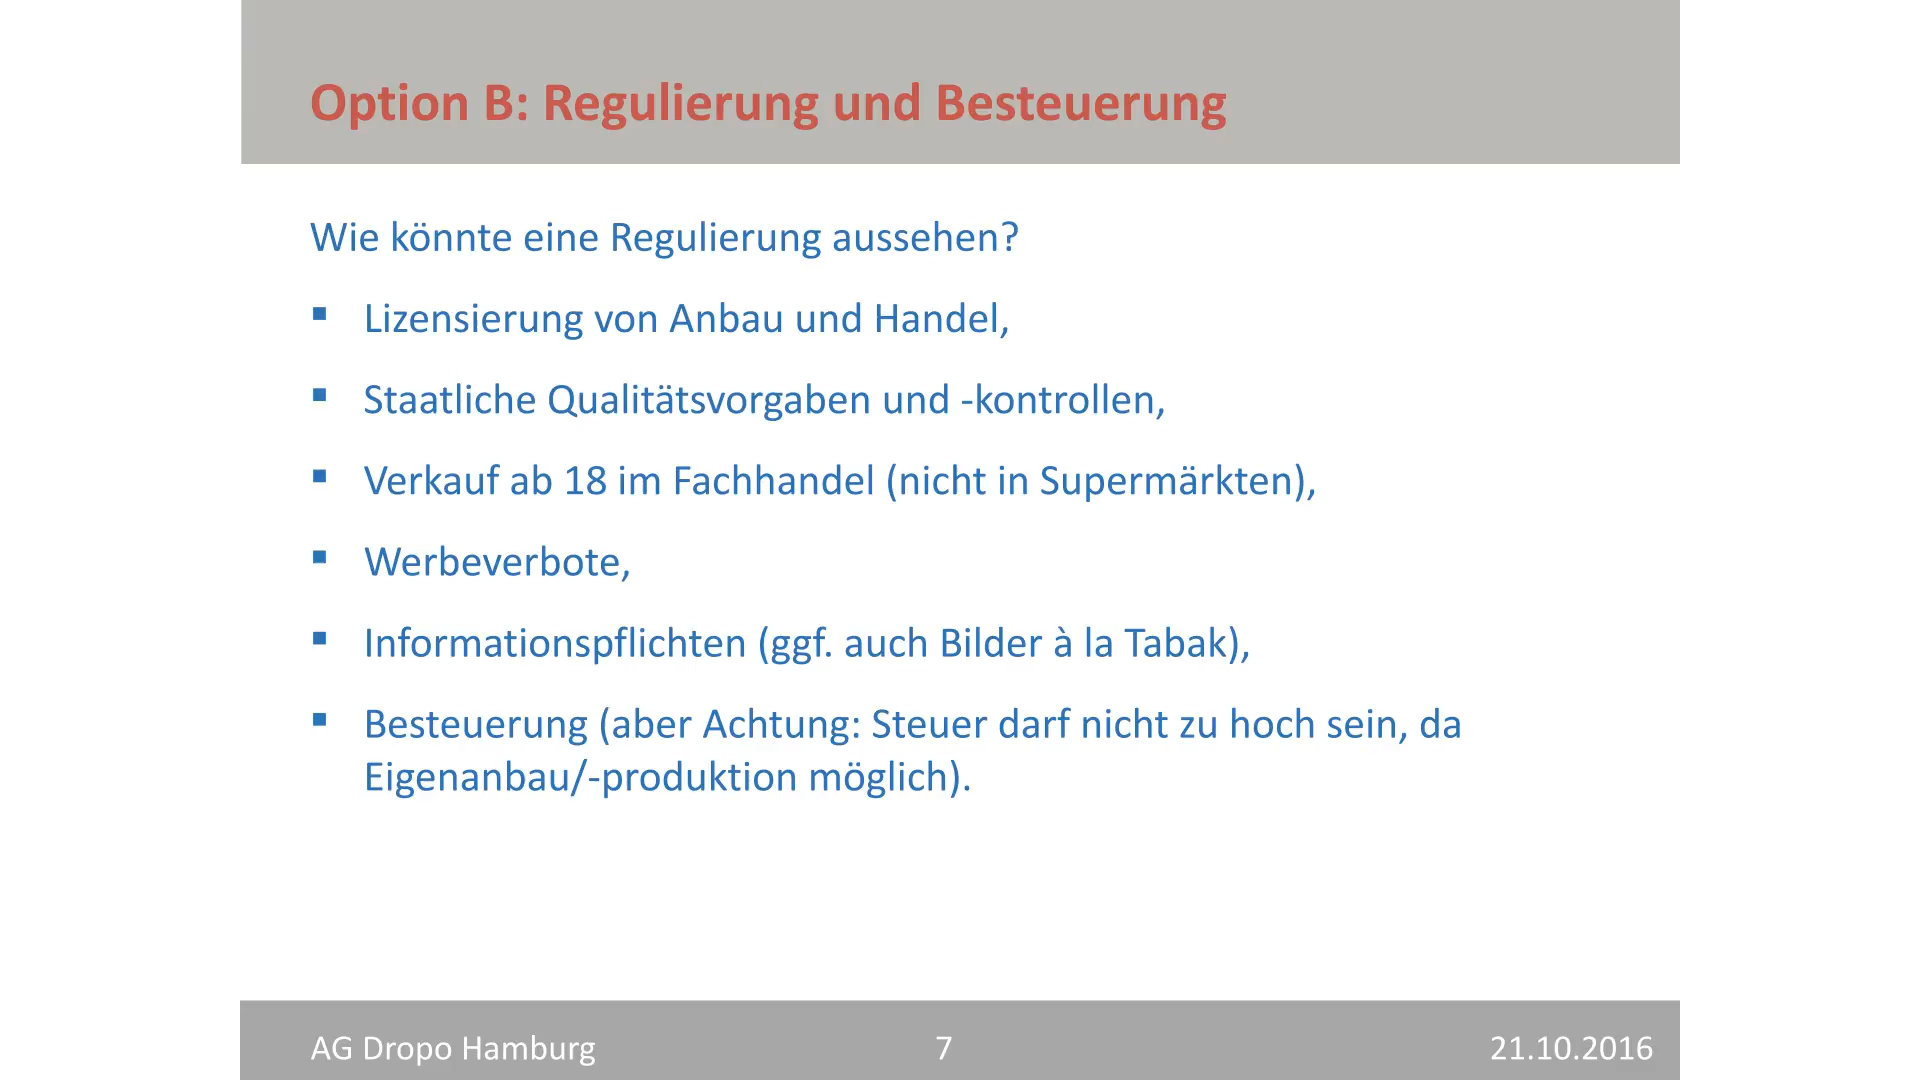 Option B: Regulierung und Besteuerung
Wie könnte eine Regulierung aussehen?
▪ Lizensierung von Anbau und Handel,
▪ Staatliche Qualitätsvorgaben und -kontrollen,
▪ Verkauf ab 18 im Fachhandel (nicht in Supermärkten),
▪ Werbeverbote,
▪ Informationspflichten (ggf. auch Bilder à la Tabak),
▪ Besteuerung (aber Achtung: Steuer darf nicht zu hoch sein, da
Eigenanbau/-produktion möglich).
AG Dropo Hamburg 7 21.10.2016